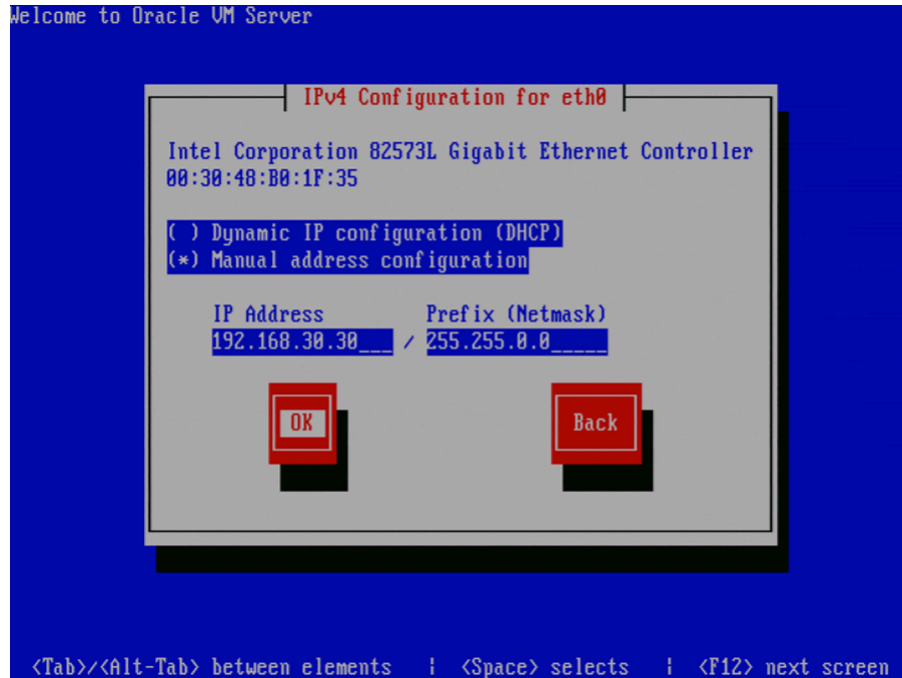 Welcome to Oracle VM Server
IPv4 Configuration for eth0
Intel Corporation 82573L Gigabit Ethernet Controller
00:30:48:B0:1F:35
( ) Dynamic IP configuration (DHCP)
(*) Manual address configuration
IP Address Prefix (Netmask)
192.168.30.30___ / 255.255.0.0_____
OK Back
<Tab>/<Alt-Tab> between elements | <Space> selects | <F12> next screen